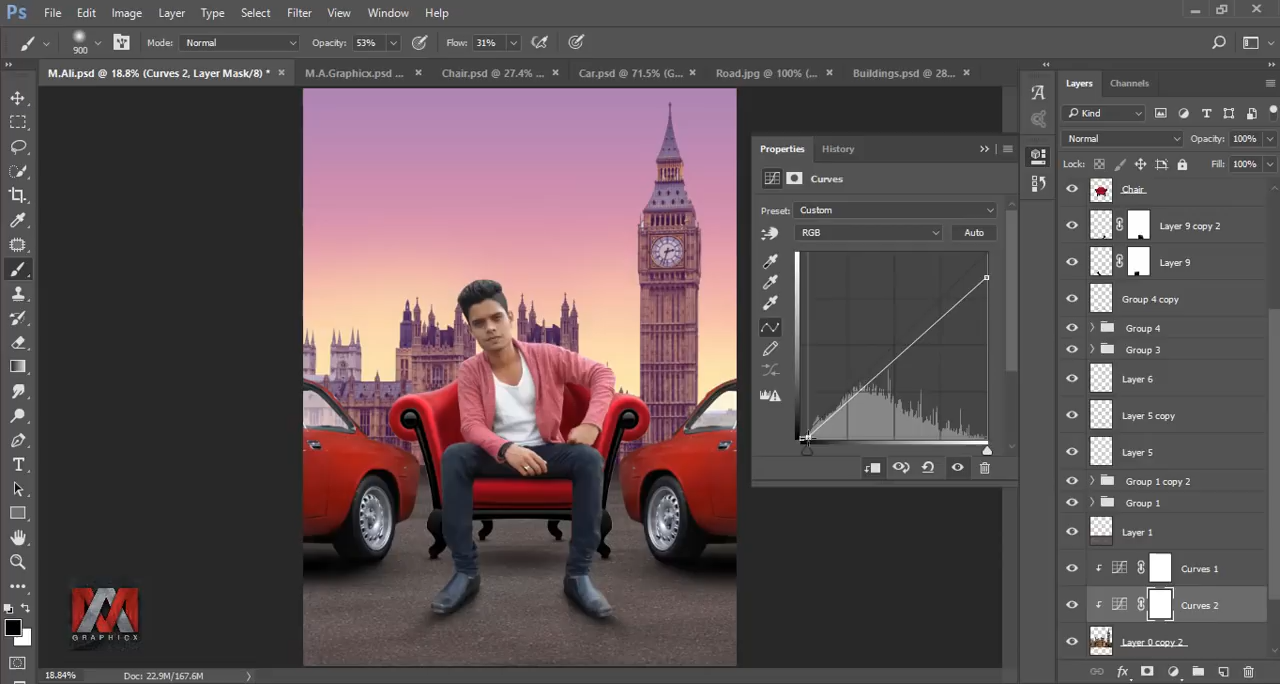 Ps File Edit Image Layer Type Select Filter View Window Help
900 Mode: Normal Opacity: 53% Flow: 31%
M.Ali.psd @ 18.8% (Curves 2, Layer Mask/8) * × M.A.Graphicx.psd ... × Chair.psd @ 27.4% ... × Car.psd @ 71.5% (G... × Road.jpg @ 100% (... × Buildings.psd @ 28... ×
Properties History
Curves
Preset: Custom
RGB Auto
Layers Channels
Kind
Normal Opacity: 100%
Lock: Fill: 100%
Chair
Layer 9 copy 2
Layer 9
Group 4 copy
Group 4
Group 3
Layer 6
Layer 5 copy
Layer 5
Group 1 copy 2
Group 1
Layer 1
Curves 1
Curves 2
Layer 0 copy 2
GRAPHICX
18.84% Doc: 22.9M/167.6M